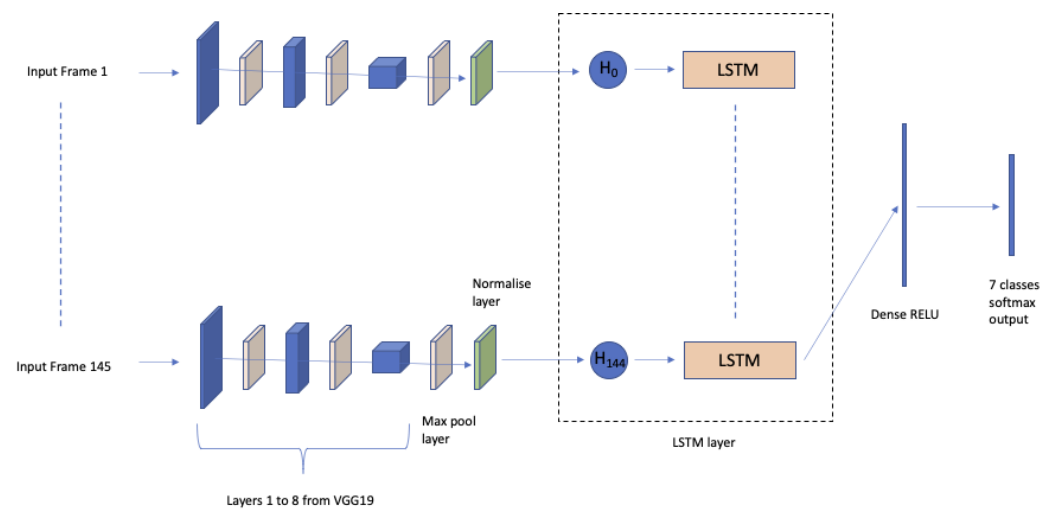 Input Frame 1
H0
LSTM
Normalise
layer
7 classes
softmax
output
Dense RELU
Input Frame 145
H144
LSTM
Max pool
layer
LSTM layer
Layers 1 to 8 from VGG19